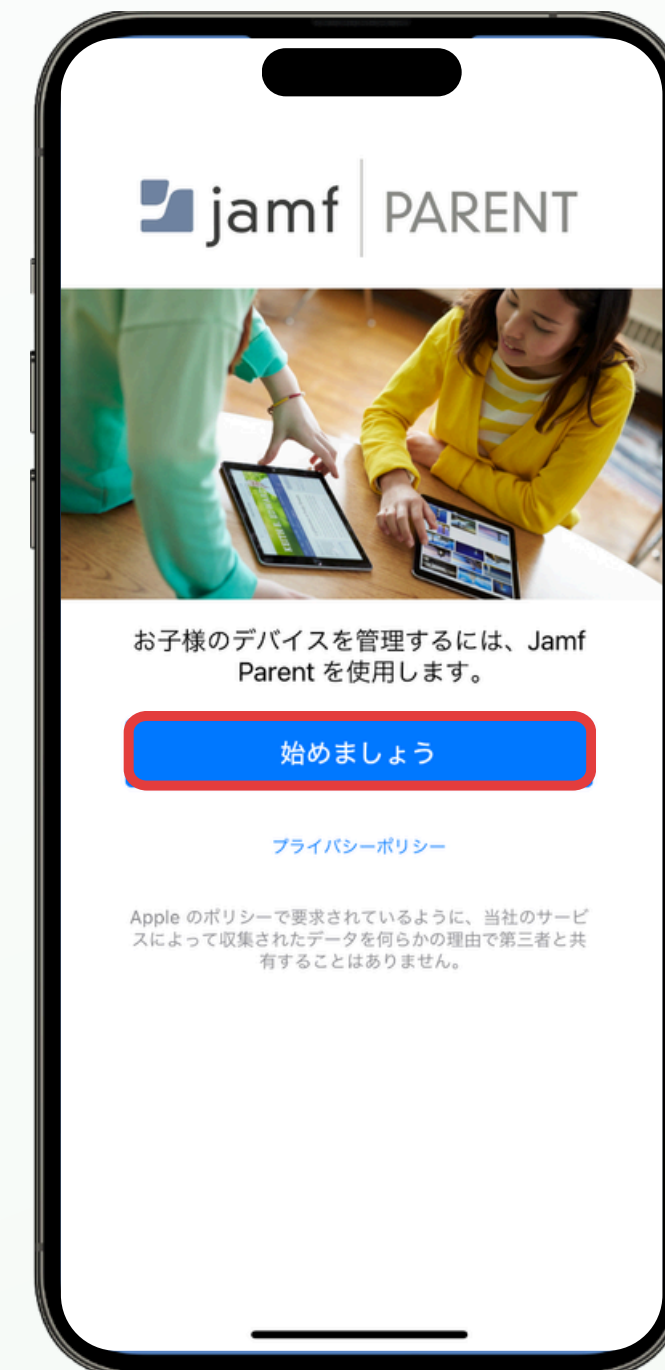 jamf | PARENT
お子様のデバイスを管理するには、Jamf
Parent を使用します。
始めましょう
プライバシーポリシー
Apple のポリシーで要求されているように、当社のサービ
スによって収集されたデータを何らかの理由で第三者と共
有することはありません。